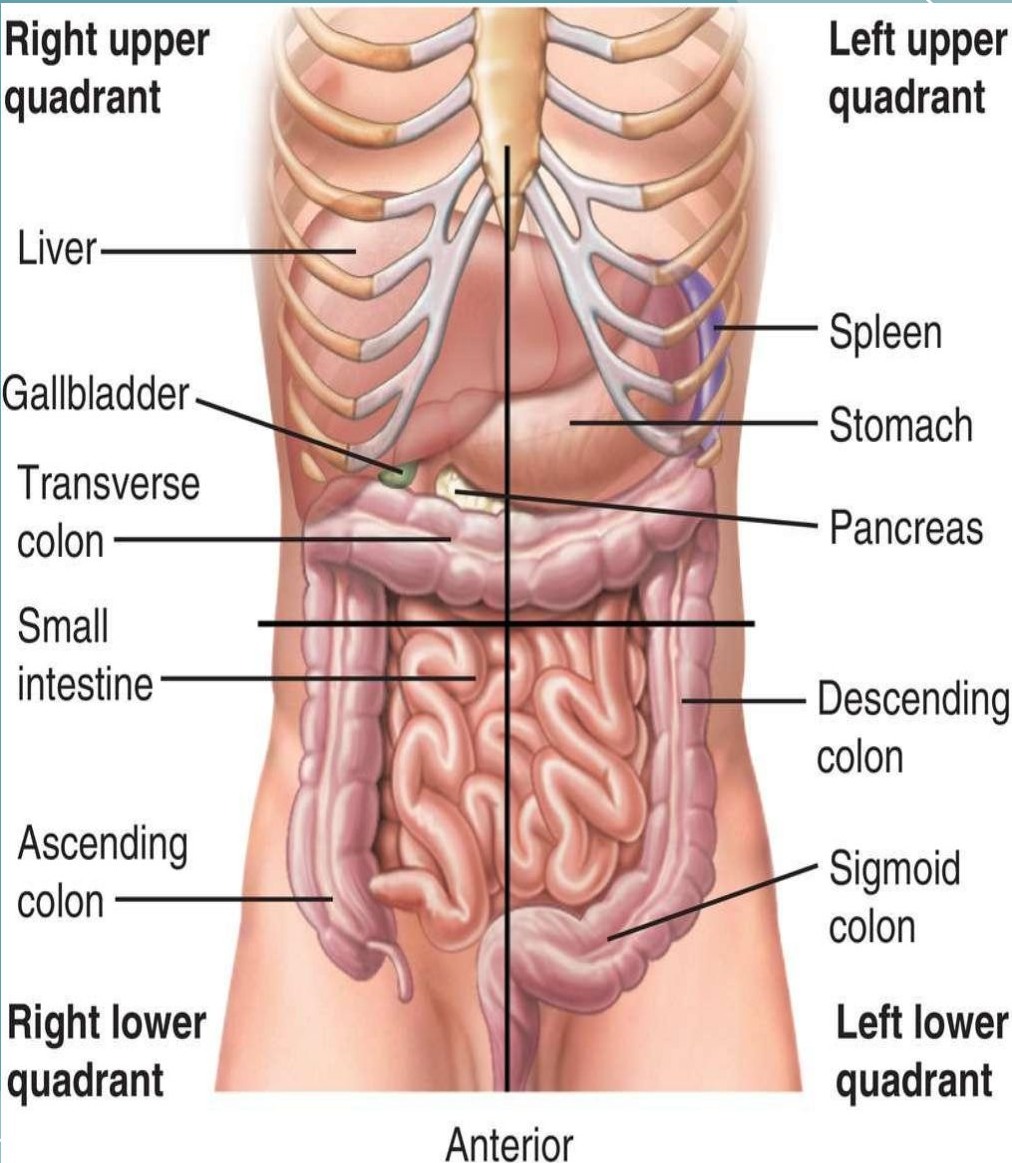 Right upper
quadrant
Left upper
quadrant
Liver
Gallbladder
Transverse
colon
Small
intestine
Ascending
colon
Spleen
Stomach
Pancreas
Descending
colon
Sigmoid
colon
Right lower
quadrant
Left lower
quadrant
Anterior